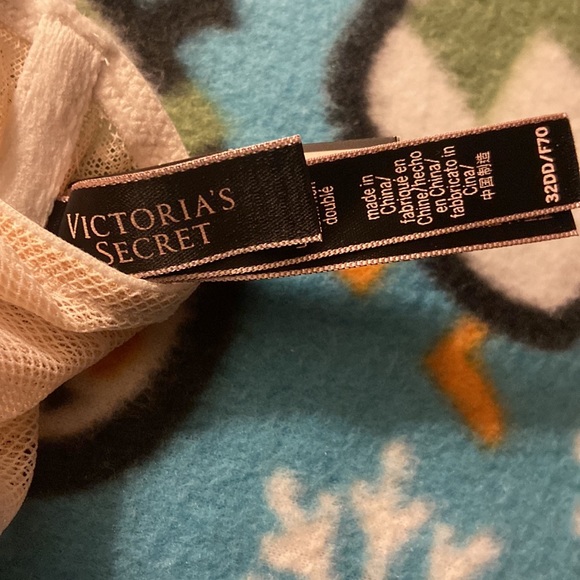 VICTORIA'S
SECRET
doublé
made in
China/
fabriqué en
Chine/hecho
en China/
fabbricato in
Cina/
中国制造
32DD/F70